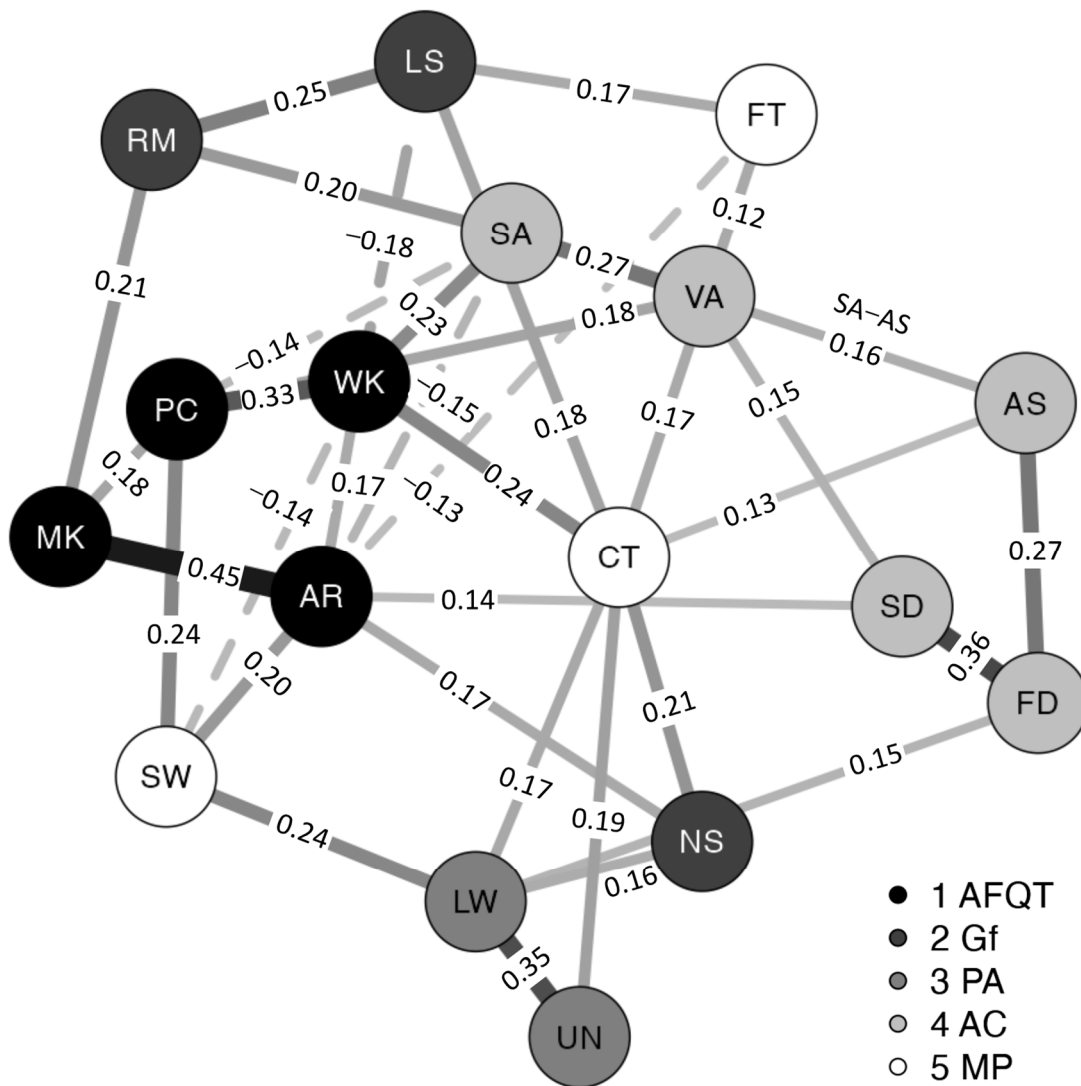 LS
0.25
0.17
FT
RM
0.20
0.12
SA
−0.18
0.27
VA
0.21
0.23
0.18
SA−AS
0.16
−0.14
WK
0.33
PC
−0.15
0.18
0.17
0.15
AS
0.18
0.17
−0.13
0.24
−0.14
0.13
MK
0.45
CT
0.27
AR
0.14
SD
0.24
0.20
0.36
0.17
0.21
FD
SW
0.17
0.15
0.24
0.19
NS
0.16
LW
0.35
UN
1 AFQT
2 Gf
3 PA
4 AC
5 MP